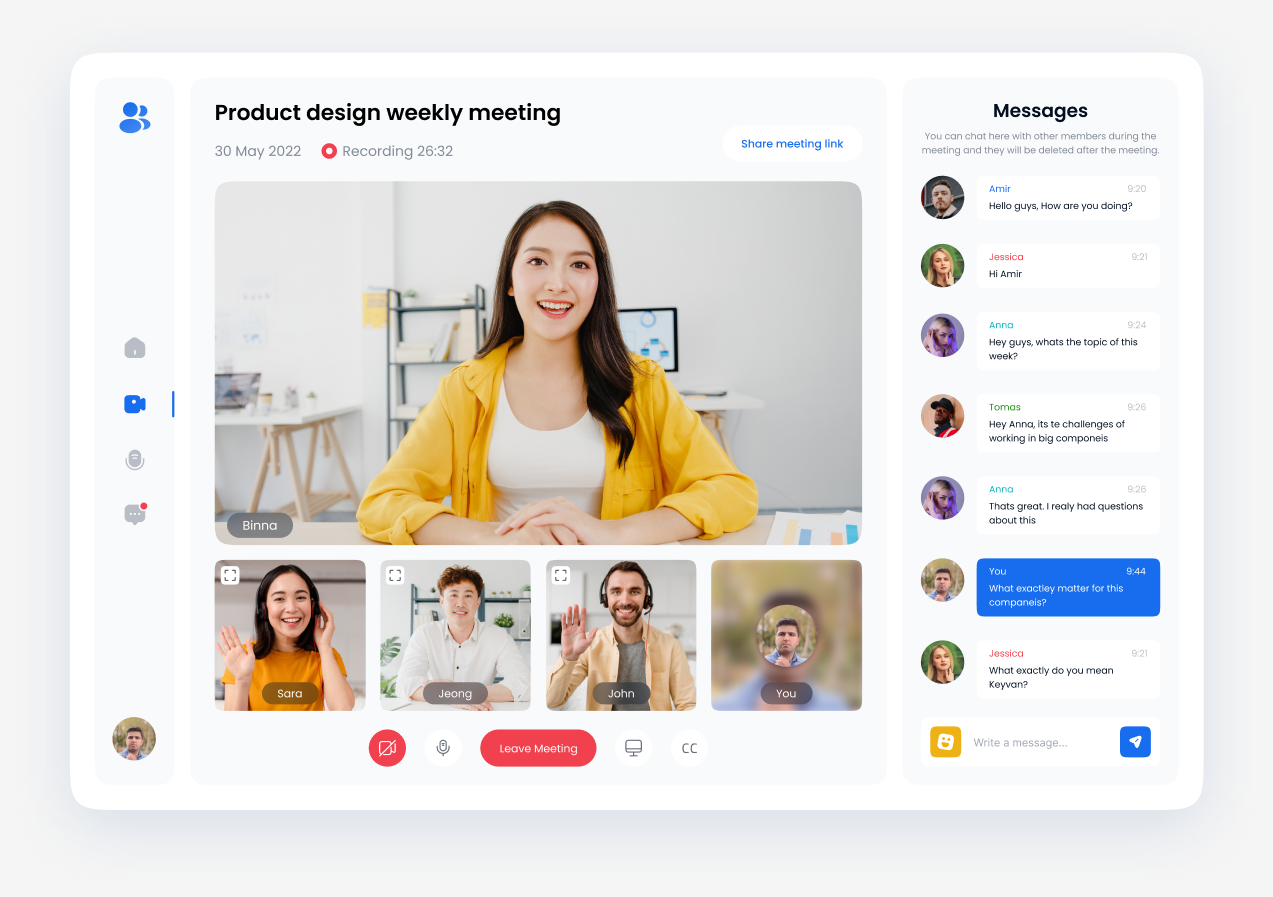 Product design weekly meeting
30 May 2022
Recording 26:32
Share meeting link
Binna
Sara
Jeong
John
You
Leave Meeting
CC
Messages
You can chat here with other members during the
meeting and they will be deleted after the meeting.
Amir 9:20
Hello guys, How are you doing?
Jessica 9:21
Hi Amir
Anna 9:24
Hey guys, whats the topic of this
week?
Tomas 9:26
Hey Anna, its te challenges of
working in big componeis
Anna 9:26
Thats great. I realy had questions
about this
You 9:44
What exactley matter for this
companeis?
Jessica 9:21
What exactly do you mean
Keyvan?
Write a message...